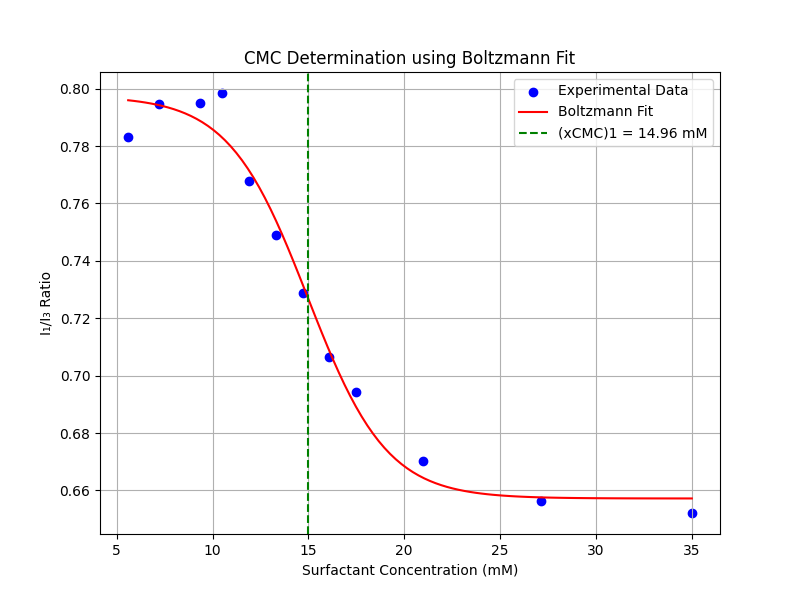 CMC Determination using Boltzmann Fit
Experimental Data
Boltzmann Fit
(xCMC)1 = 14.96 mM
I₁/I₃ Ratio
0.80
0.78
0.76
0.74
0.72
0.70
0.68
0.66
5
10
15
20
25
30
35
Surfactant Concentration (mM)